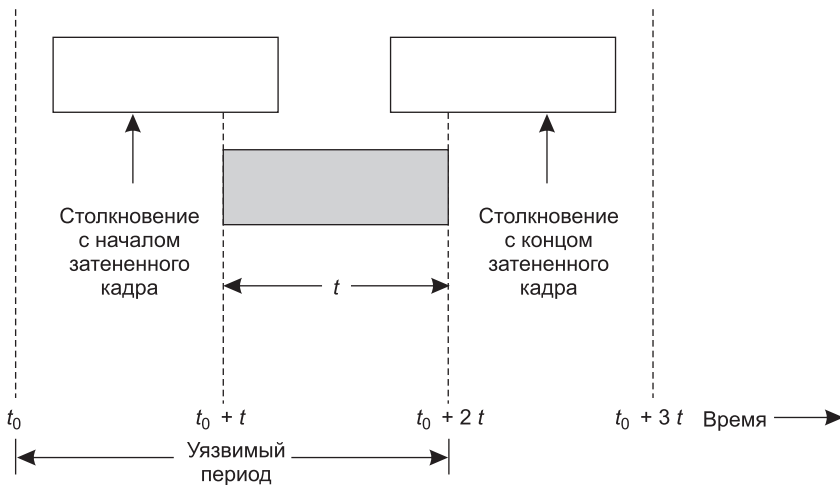 Столкновение
с началом
затененного
кадра
Столкновение
с концом
затененного
кадра
t
t₀
t₀ + t
t₀ + 2 t
t₀ + 3 t
Время
Уязвимый
период